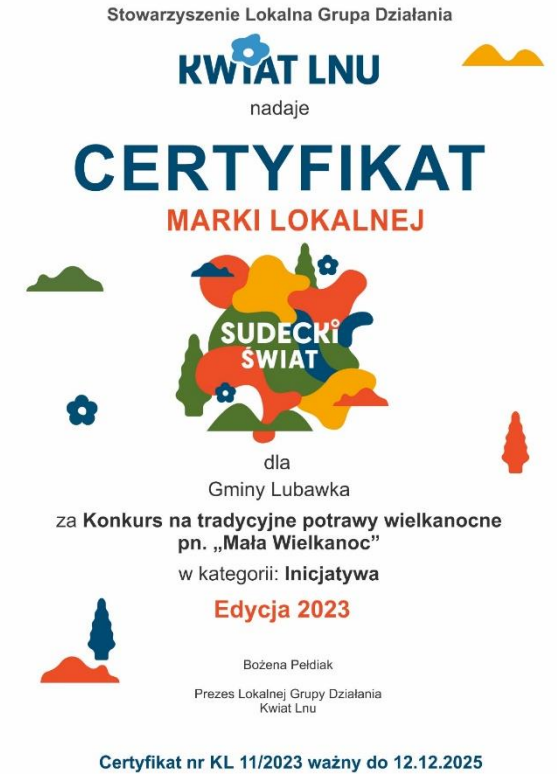 Stowarzyszenie Lokalna Grupa Działania
KWIAT LNU
nadaje
CERTYFIKAT
MARKI LOKALNEJ
SUDECKi
ŚWIAT
dla
Gminy Lubawka
za Konkurs na tradycyjne potrawy wielkanocne
pn. „Mała Wielkanoc”
w kategorii: Inicjatywa
Edycja 2023
Bożena Pełdiak
Prezes Lokalnej Grupy Działania
Kwiat Lnu
Certyfikat nr KL 11/2023 ważny do 12.12.2025